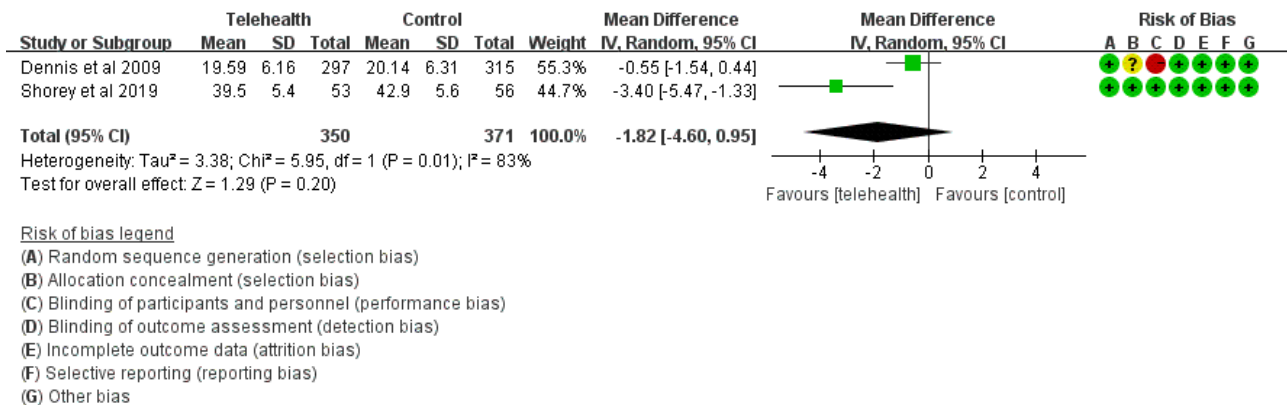 Telehealth Control Mean Difference Mean Difference Risk of Bias
Study or Subgroup Mean SD Total Mean SD Total Weight IV, Random, 95% CI IV, Random, 95% CI A B C D E F G
Dennis et al 2009 19.59 6.16 297 20.14 6.31 315 55.3% -0.55 [-1.54, 0.44] + ? - + + + +
Shorey et al 2019 39.5 5.4 53 42.9 5.6 56 44.7% -3.40 [-5.47, -1.33] + + + + + + +
Total (95% CI) 350 371 100.0% -1.82 [-4.60, 0.95]
Heterogeneity: Tau² = 3.38; Chi² = 5.95, df = 1 (P = 0.01); I² = 83%
Test for overall effect: Z = 1.29 (P = 0.20)
-4 -2 0 2 4
Favours [telehealth] Favours [control]
Risk of bias legend
(A) Random sequence generation (selection bias)
(B) Allocation concealment (selection bias)
(C) Blinding of participants and personnel (performance bias)
(D) Blinding of outcome assessment (detection bias)
(E) Incomplete outcome data (attrition bias)
(F) Selective reporting (reporting bias)
(G) Other bias